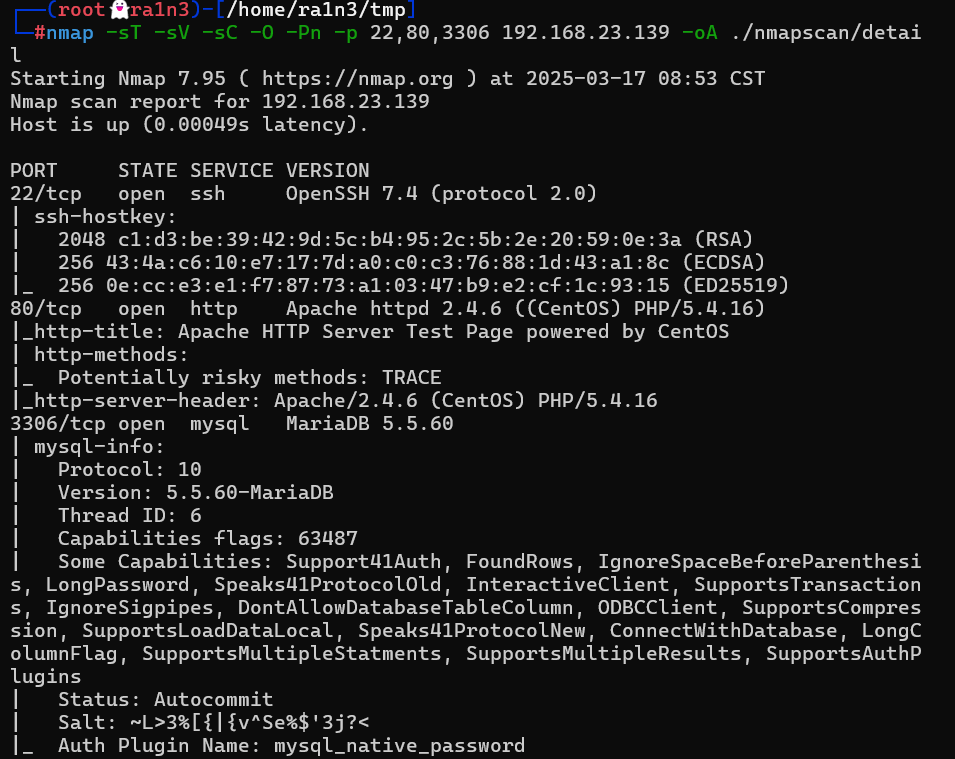 ┌──(root👻ra1n3)-[/home/ra1n3/tmp]
└─#nmap -sT -sV -sC -O -Pn -p 22,80,3306 192.168.23.139 -oA ./nmapscan/detai
l
Starting Nmap 7.95 ( https://nmap.org ) at 2025-03-17 08:53 CST
Nmap scan report for 192.168.23.139
Host is up (0.00049s latency).

PORT     STATE SERVICE VERSION
22/tcp   open  ssh     OpenSSH 7.4 (protocol 2.0)
| ssh-hostkey:
|   2048 c1:d3:be:39:42:9d:5c:b4:95:2c:5b:2e:20:59:0e:3a (RSA)
|   256 43:4a:c6:10:e7:17:7d:a0:c0:c3:76:88:1d:43:a1:8c (ECDSA)
|_  256 0e:cc:e3:e1:f7:87:73:a1:03:47:b9:e2:cf:1c:93:15 (ED25519)
80/tcp   open  http    Apache httpd 2.4.6 ((CentOS) PHP/5.4.16)
|_http-title: Apache HTTP Server Test Page powered by CentOS
| http-methods:
|_  Potentially risky methods: TRACE
|_http-server-header: Apache/2.4.6 (CentOS) PHP/5.4.16
3306/tcp open  mysql   MariaDB 5.5.60
| mysql-info:
|   Protocol: 10
|   Version: 5.5.60-MariaDB
|   Thread ID: 6
|   Capabilities flags: 63487
|   Some Capabilities: Support41Auth, FoundRows, IgnoreSpaceBeforeParenthesi
s, LongPassword, Speaks41ProtocolOld, InteractiveClient, SupportsTransaction
s, IgnoreSigpipes, DontAllowDatabaseTableColumn, ODBCClient, SupportsCompres
sion, SupportsLoadDataLocal, Speaks41ProtocolNew, ConnectWithDatabase, LongC
olumnFlag, SupportsMultipleStatments, SupportsMultipleResults, SupportsAuthP
lugins
|   Status: Autocommit
|   Salt: ~L>3%[{|{v^Se%$'3j?<
|_  Auth Plugin Name: mysql_native_password